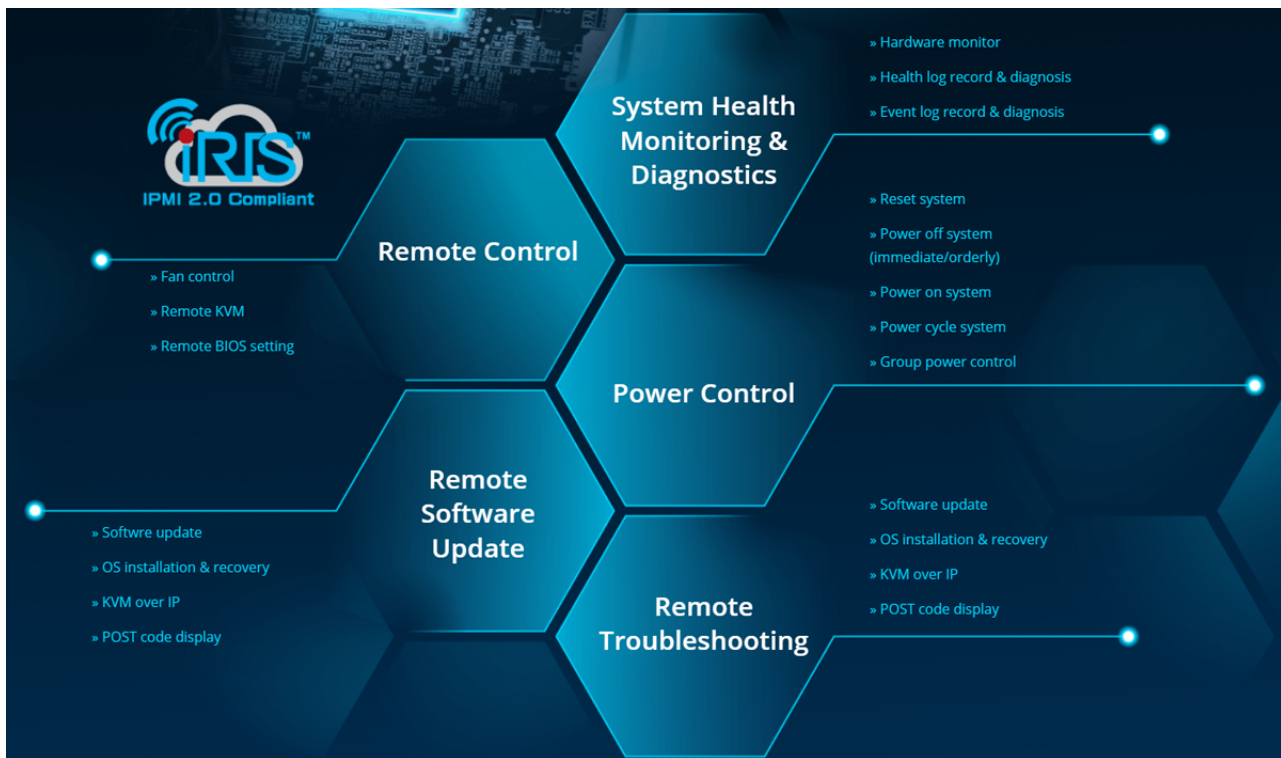 iRIS™
IPMI 2.0 Compliant
System Health
Monitoring &
Diagnostics
» Hardware monitor
» Health log record & diagnosis
» Event log record & diagnosis
Remote Control
» Fan control
» Remote KVM
» Remote BIOS setting
Power Control
» Reset system
» Power off system
(immediate/orderly)
» Power on system
» Power cycle system
» Group power control
Remote
Software
Update
» Softwre update
» OS installation & recovery
» KVM over IP
» POST code display
Remote
Troubleshooting
» Software update
» OS installation & recovery
» KVM over IP
» POST code display